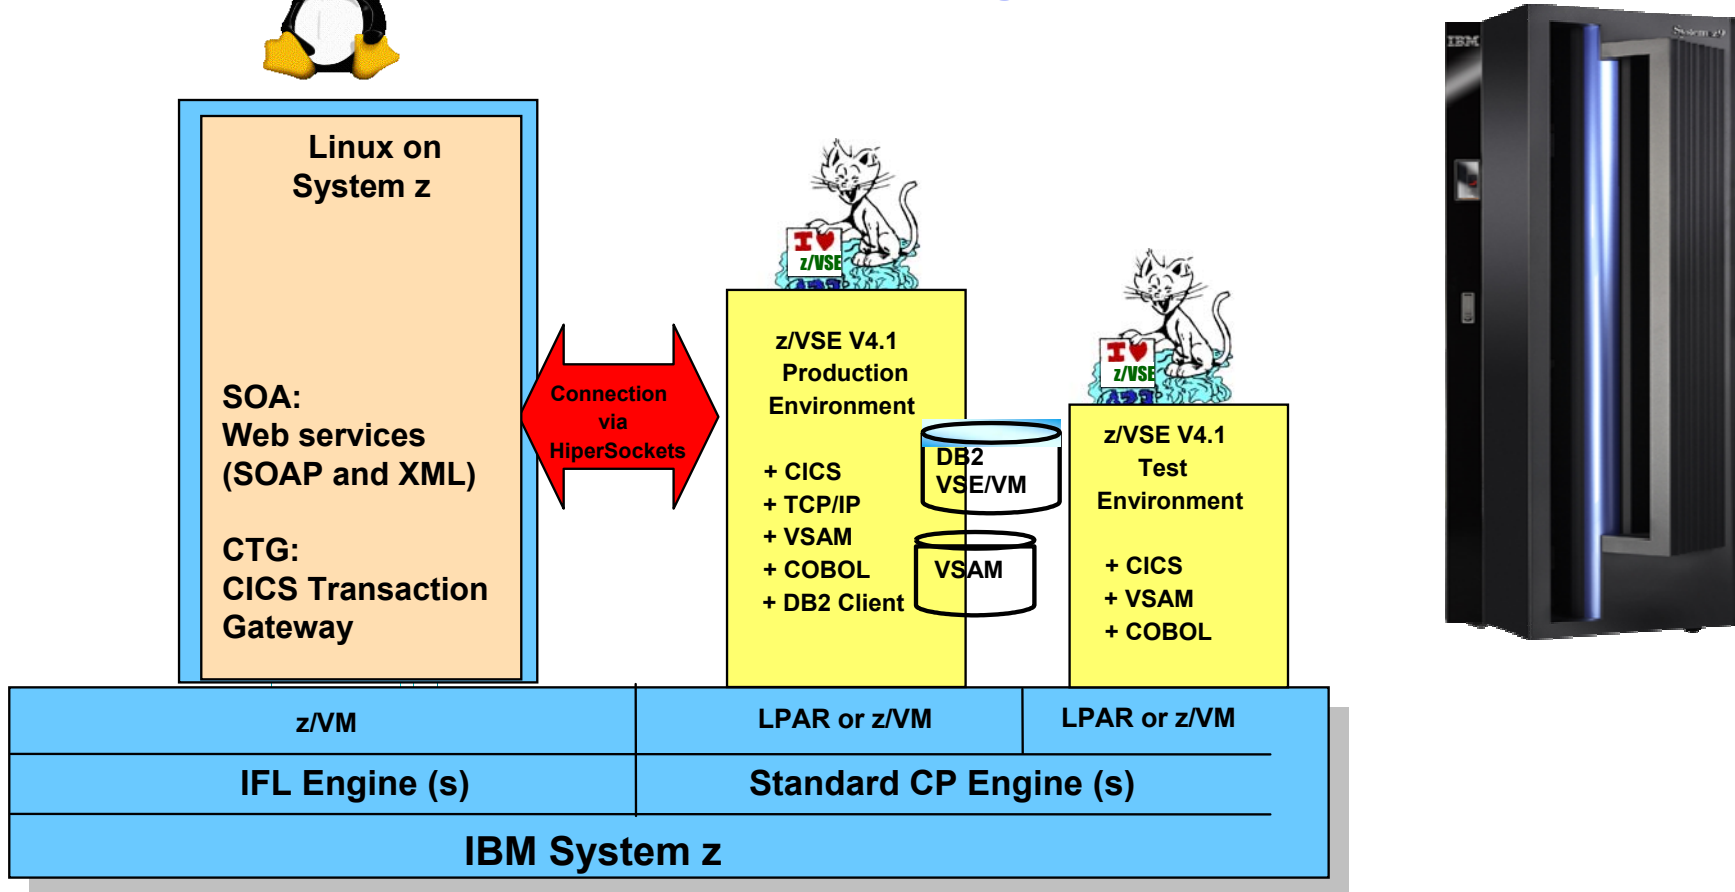 IBM
System z9
Linux on
System z
SOA:
Web services
(SOAP and XML)
CTG:
CICS Transaction
Gateway
Connection
via
HiperSockets
I ♥
z/VSE
z/VSE V4.1
Production
Environment
+ CICS
+ TCP/IP
+ VSAM
+ COBOL
+ DB2 Client
DB2
VSE/VM
VSAM
I ♥
z/VSE
z/VSE V4.1
Test
Environment
+ CICS
+ VSAM
+ COBOL
z/VM
LPAR or z/VM
LPAR or z/VM
IFL Engine (s)
Standard CP Engine (s)
IBM System z